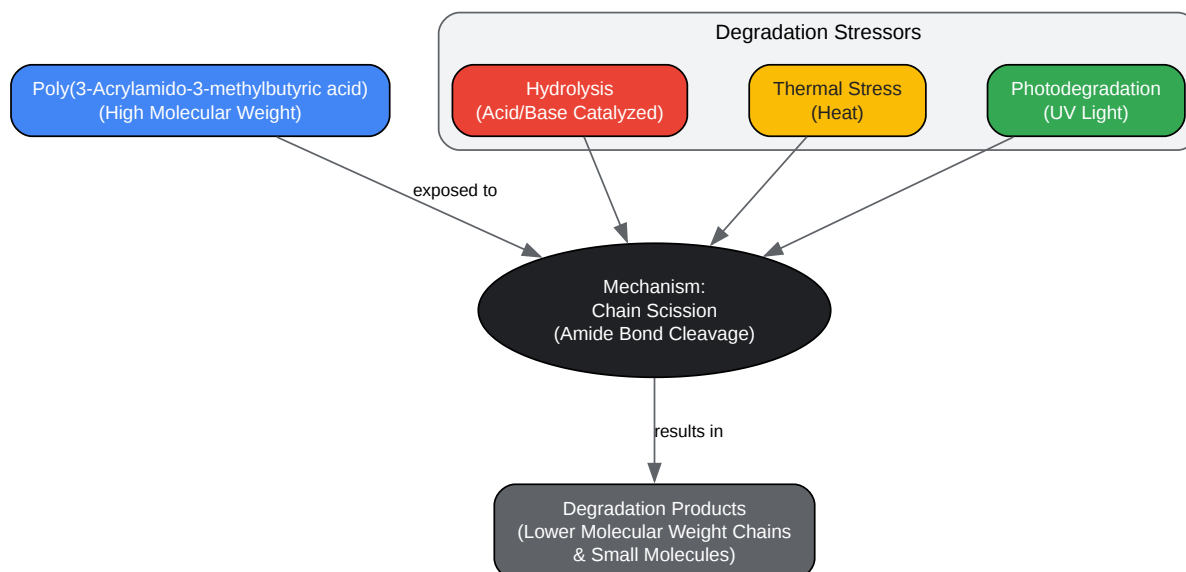 Degradation Stressors
Poly(3-Acrylamido-3-methylbutyric acid)
(High Molecular Weight)
Hydrolysis
(Acid/Base Catalyzed)
Thermal Stress
(Heat)
Photodegradation
(UV Light)
exposed to
Mechanism:
Chain Scission
(Amide Bond Cleavage)
results in
Degradation Products
(Lower Molecular Weight Chains
& Small Molecules)